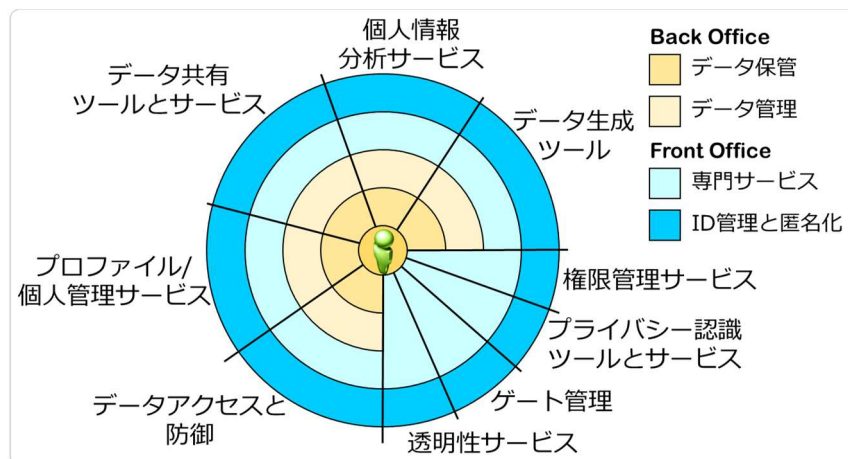 個人情報
分析サービス
データ共有
ツールとサービス
データ生成
ツール
プロファイル/
個人管理サービス
権限管理サービス
プライバシー認識
ツールとサービス
ゲート管理
データアクセスと
防御
透明性サービス
Back Office
データ保管
データ管理
Front Office
専門サービス
ID管理と匿名化